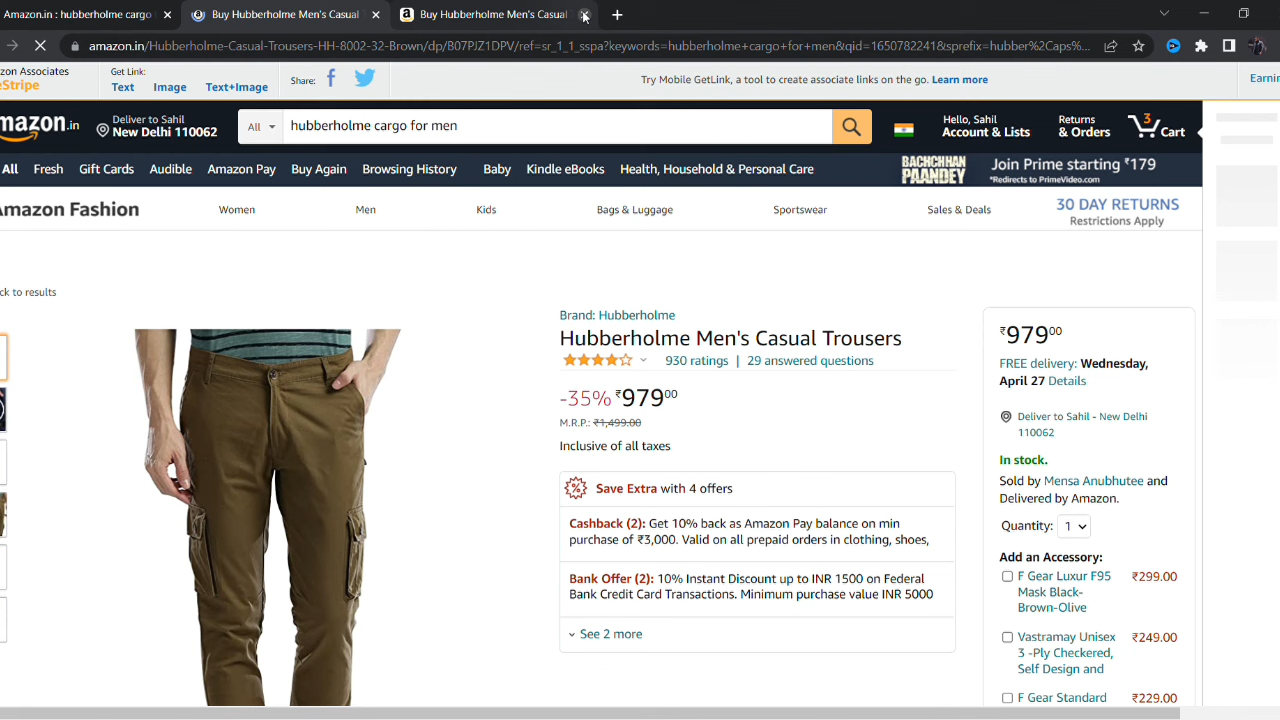 Amazon.in : hubberholme cargo
Buy Hubberholme Men's Casual
Buy Hubberholme Men's Casual
amazon.in/Hubberholme-Casual-Trousers-HH-8002-32-Brown/dp/B07PJZ1DPV/ref=sr_1_1_sspa?keywords=hubberholme+cargo+for+men&qid=1650782241&sprefix=hubber%2Caps%...
zon Associates
eStripe
Get Link:
Text Image Text+Image
Share:
Try Mobile GetLink, a tool to create associate links on the go. Learn more
Earnin
mazon.in
Deliver to Sahil
New Delhi 110062
All
hubberholme cargo for men
Hello, Sahil
Account & Lists
Returns
& Orders
3
Cart
All Fresh Gift Cards Audible Amazon Pay Buy Again Browsing History Baby Kindle eBooks Health, Household & Personal Care
BACHCHHAN
PAANDEY
Join Prime starting ₹179
*Redirects to PrimeVideo.com
Amazon Fashion
Women Men Kids Bags & Luggage Sportswear Sales & Deals
30 DAY RETURNS
Restrictions Apply
ck to results
Brand: Hubberholme
Hubberholme Men's Casual Trousers
930 ratings | 29 answered questions
-35% ₹979 00
M.R.P.: ₹1,499.00
Inclusive of all taxes
Save Extra with 4 offers
Cashback (2): Get 10% back as Amazon Pay balance on min
purchase of ₹3,000. Valid on all prepaid orders in clothing, shoes,
Bank Offer (2): 10% Instant Discount up to INR 1500 on Federal
Bank Credit Card Transactions. Minimum purchase value INR 5000
See 2 more
₹979 00
FREE delivery: Wednesday,
April 27 Details
Deliver to Sahil - New Delhi
110062
In stock.
Sold by Mensa Anubhutee and
Delivered by Amazon.
Quantity: 1
Add an Accessory:
F Gear Luxur F95
Mask Black-
Brown-Olive
₹299.00
Vastramay Unisex
3 -Ply Checkered,
Self Design and
₹249.00
F Gear Standard
₹229.00